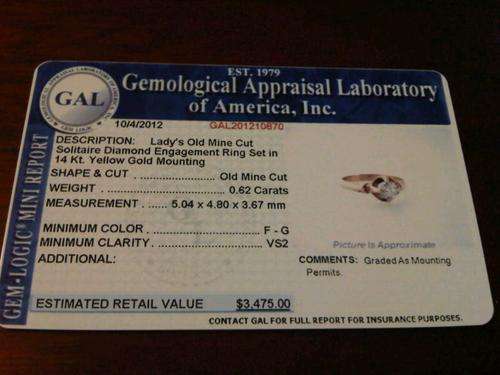 EST. 1979
GAL
Gemological Appraisal Laboratory
of America, Inc.
10/4/2012 GAL201210870
DESCRIPTION: Lady's Old Mine Cut
Solitaire Diamond Engagement Ring Set in
14 Kt. Yellow Gold Mounting
SHAPE & CUT Old Mine Cut
WEIGHT 0.62 Carats
MEASUREMENT 5.04 x 4.80 x 3.67 mm
MINIMUM COLOR F - G
MINIMUM CLARITY VS2
Picture Is Approximate
ADDITIONAL:
COMMENTS: Graded As Mounting
Permits.
ESTIMATED RETAIL VALUE $3,475.00
CONTACT GAL FOR FULL REPORT FOR INSURANCE PURPOSES.
GEM-LOGIC® MINI REPORT